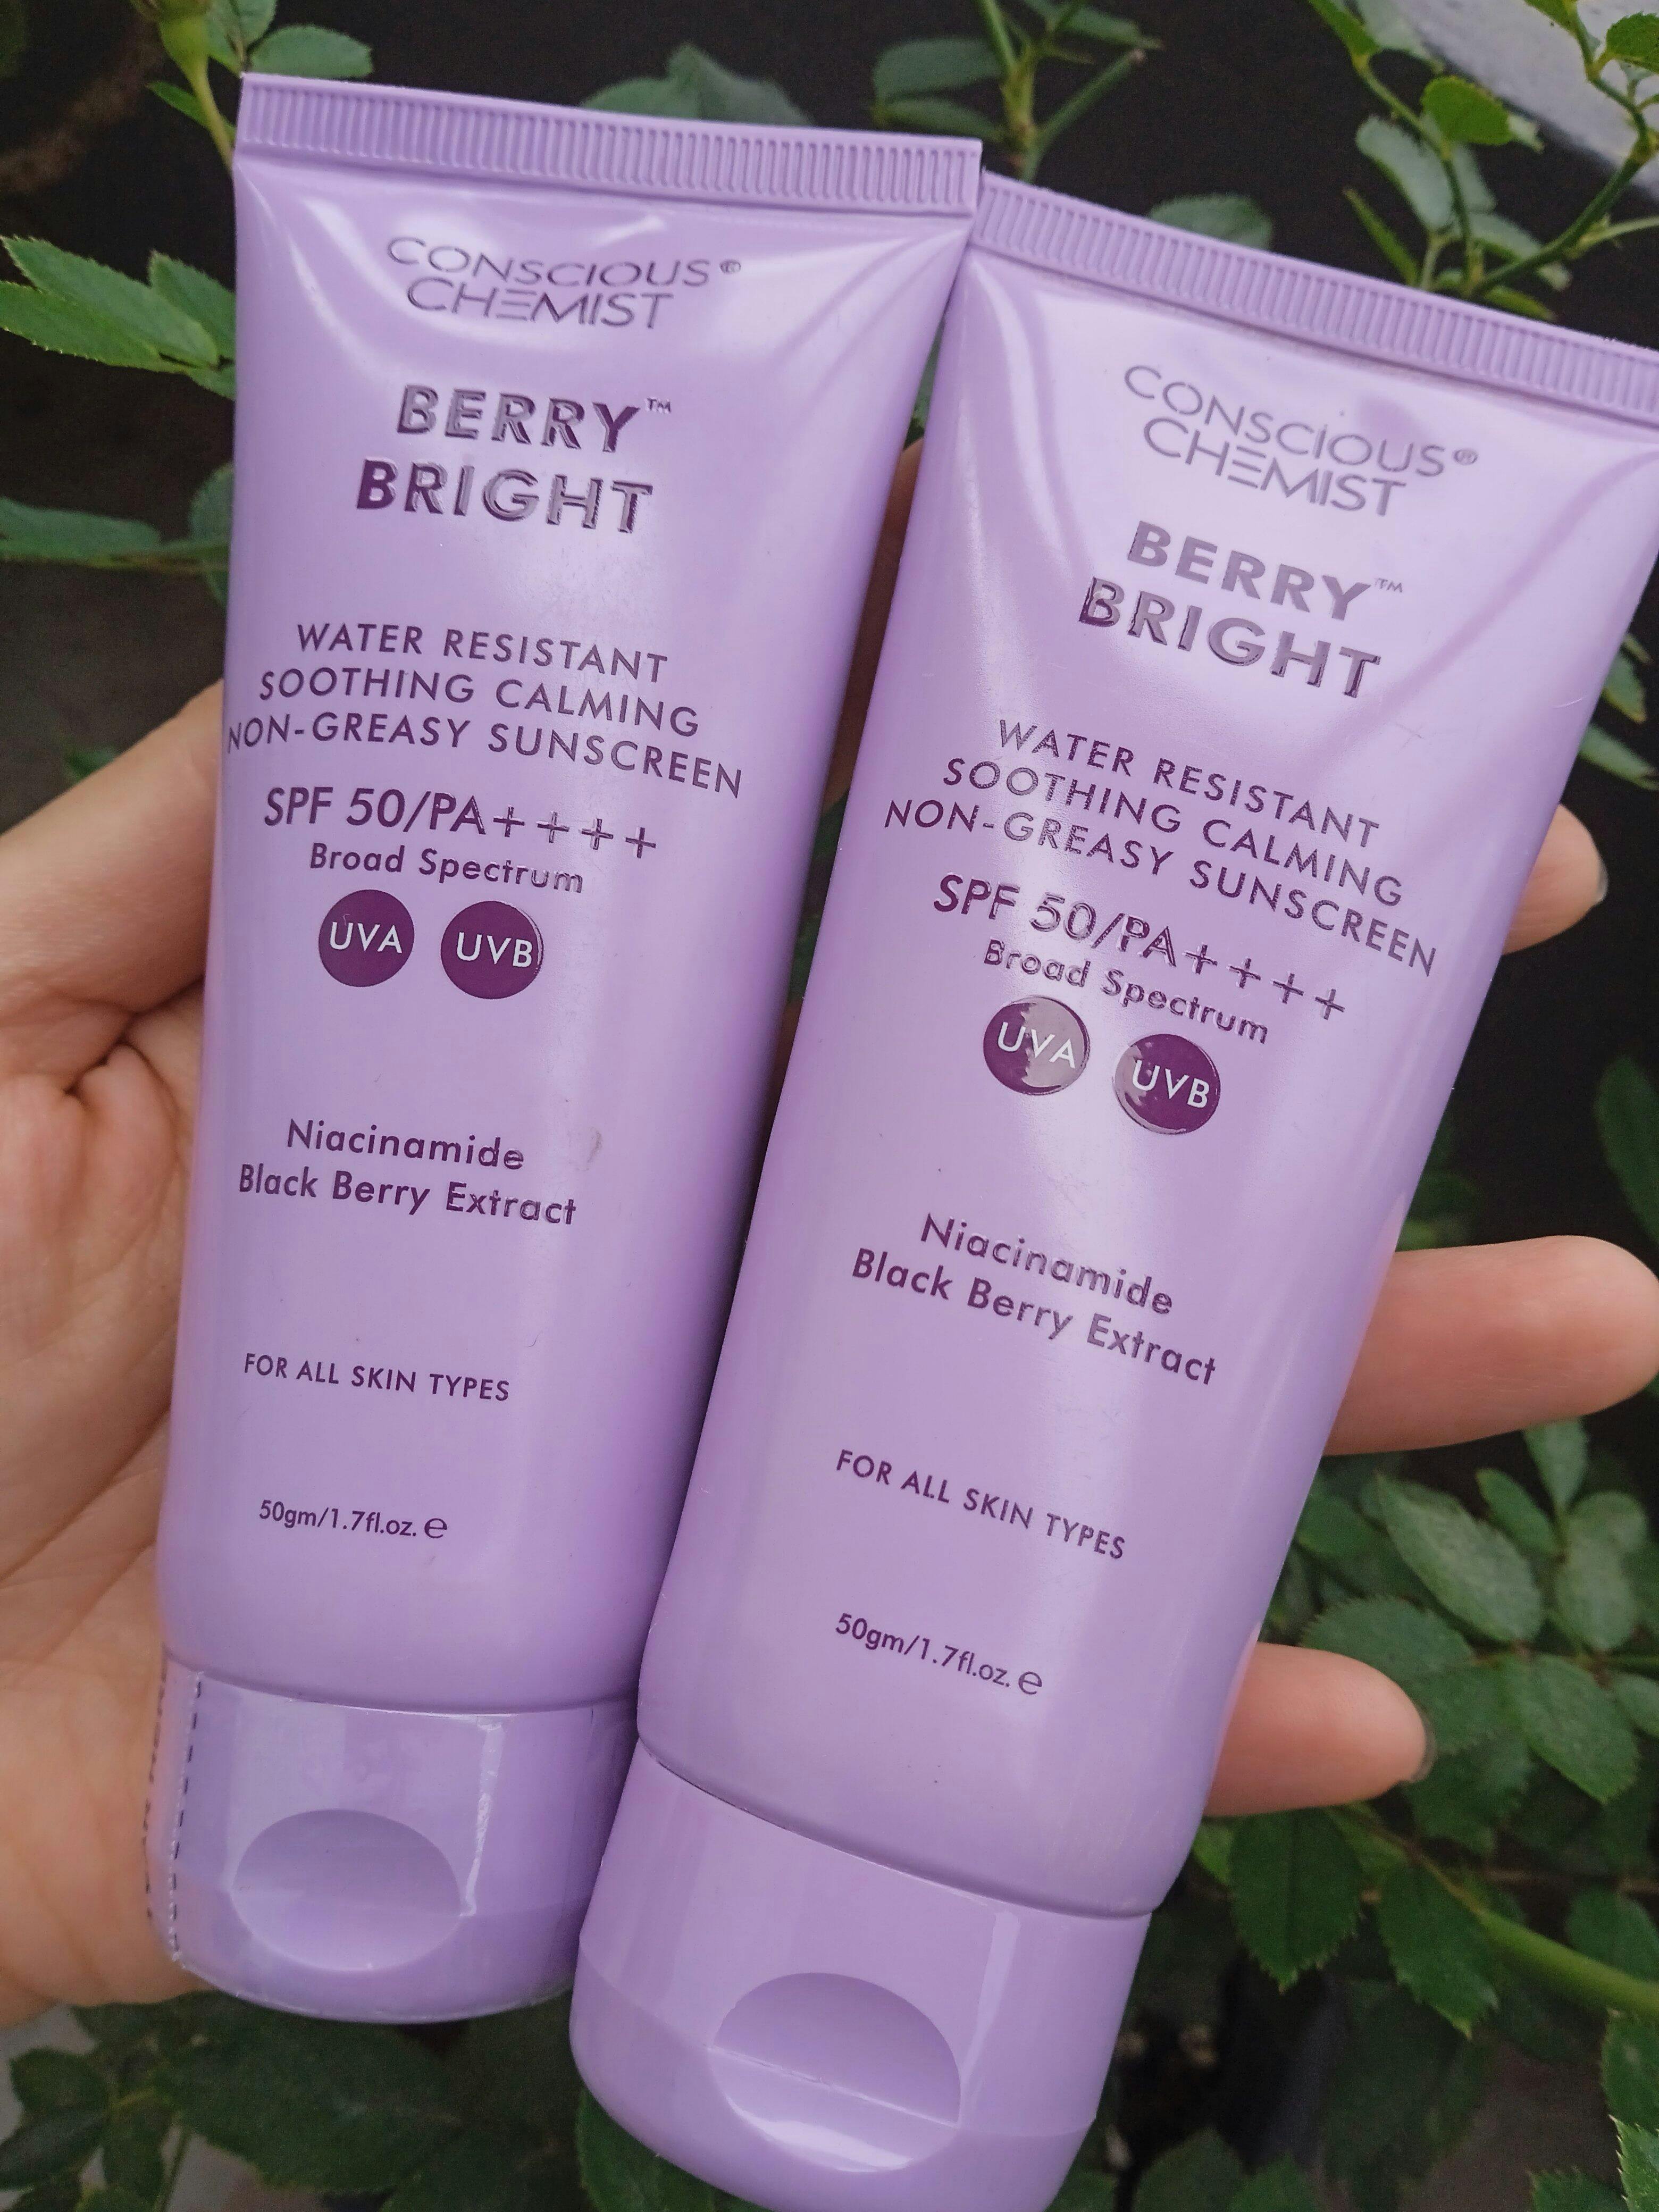 CONSCIOUS®
CHEMIST
BERRY™
BRIGHT
WATER RESISTANT
SOOTHING CALMING
NON-GREASY SUNSCREEN
SPF 50/PA++++
Broad Spectrum
UVA UVB
Niacinamide
Black Berry Extract
FOR ALL SKIN TYPES
50gm/1.7fl.oz. ℮
CONSCIOUS®
CHEMIST
BERRY™
BRIGHT
WATER RESISTANT
SOOTHING CALMING
NON-GREASY SUNSCREEN
SPF 50/PA++++
Broad Spectrum
UVA UVB
Niacinamide
Black Berry Extract
FOR ALL SKIN TYPES
50gm/1.7fl.oz. ℮